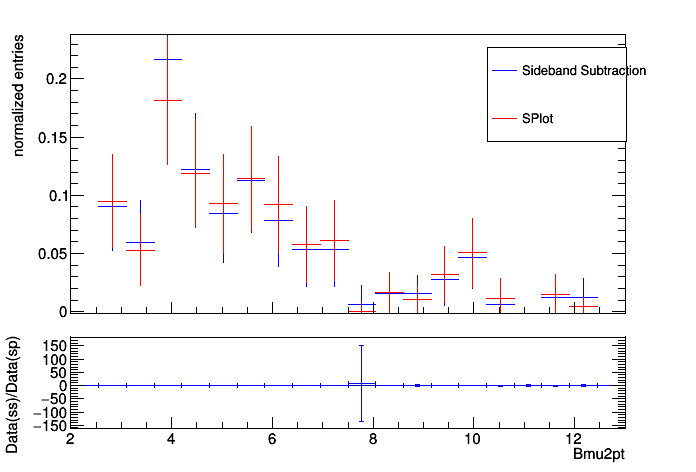 normalized entries
0.2
0.15
0.1
0.05
0
Sideband Subtraction
SPlot
Data(ss)/Data(sp)
150
100
50
0
−50
−100
−150
2 4 6 8 10 12
Bmu2pt